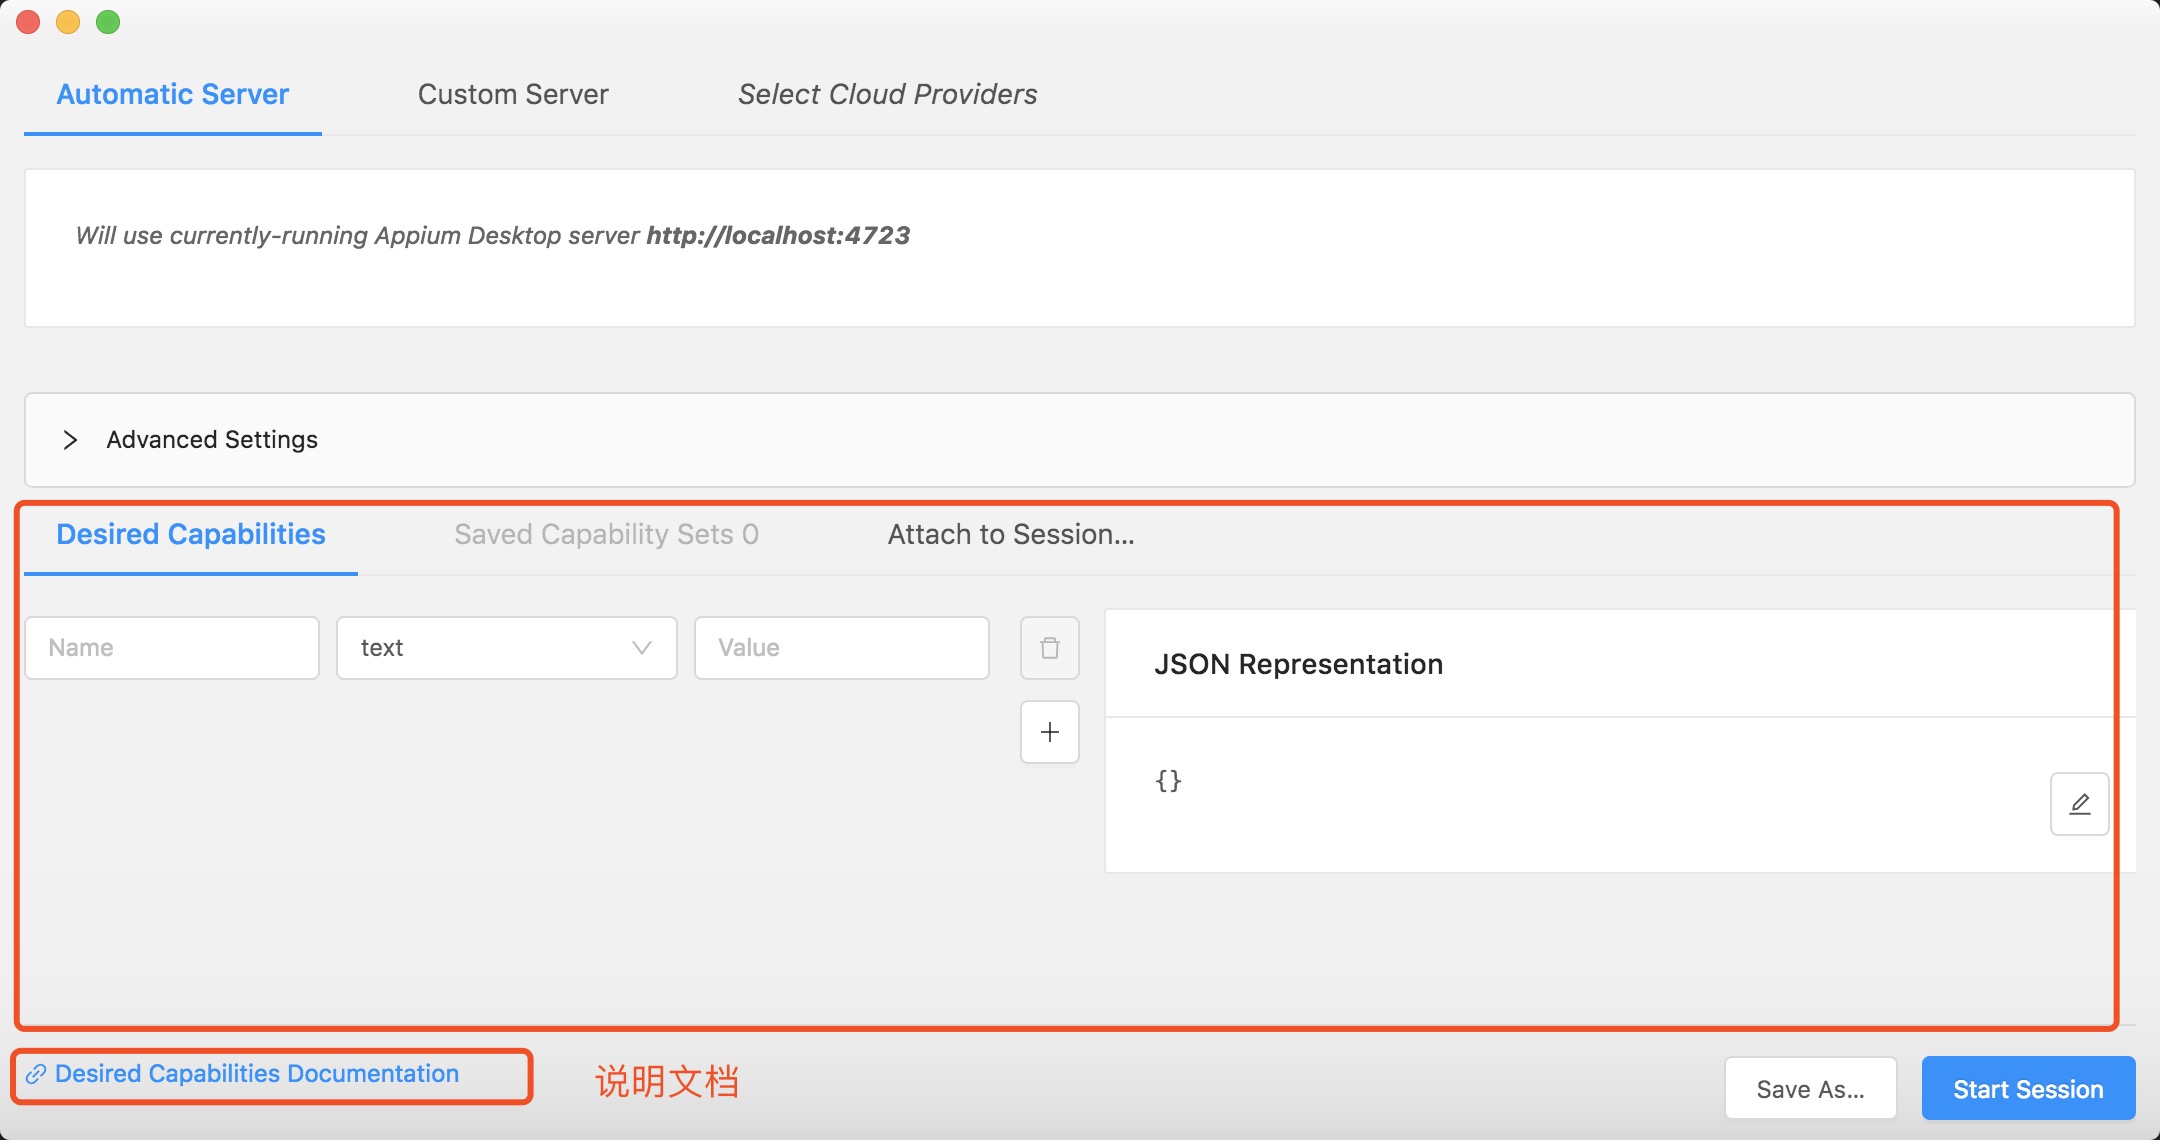 Automatic Server
Custom Server
Select Cloud Providers
Will use currently-running Appium Desktop server http://localhost:4723
Advanced Settings
Desired Capabilities
Saved Capability Sets 0
Attach to Session...
Name
text
Value
JSON Representation
{}
Desired Capabilities Documentation
说明文档
Save As...
Start Session